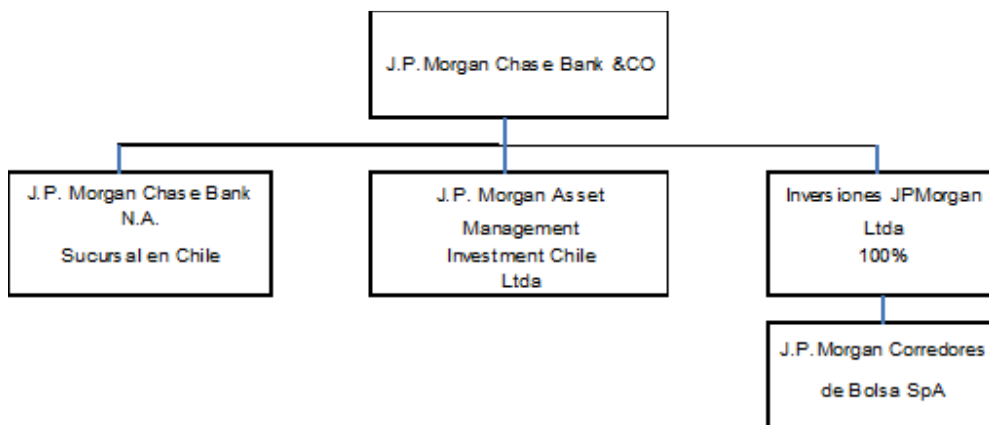 J.P. Morgan Chase Bank &CO
J.P. Morgan Chase Bank
N.A.
Sucursal en Chile
J.P. Morgan Asset
Management
Investment Chile
Ltda
Inversiones JPMorgan
Ltda
100%
J.P. Morgan Corredores
de Bolsa SpA